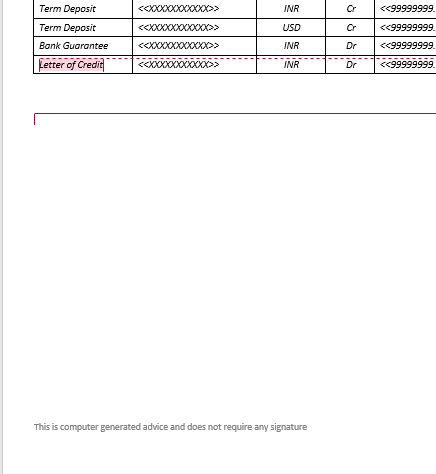 Term Deposit <<XXXXXXXXXXXX>> INR Cr <<99999999.
Term Deposit <<XXXXXXXXXXXX>> USD Cr <<99999999.
Bank Guarantee <<XXXXXXXXXXXX>> INR Dr <<99999999.
Letter of Credit <<XXXXXXXXXXXX>> INR Dr <<99999999.
This is computer generated advice and does not require any signature